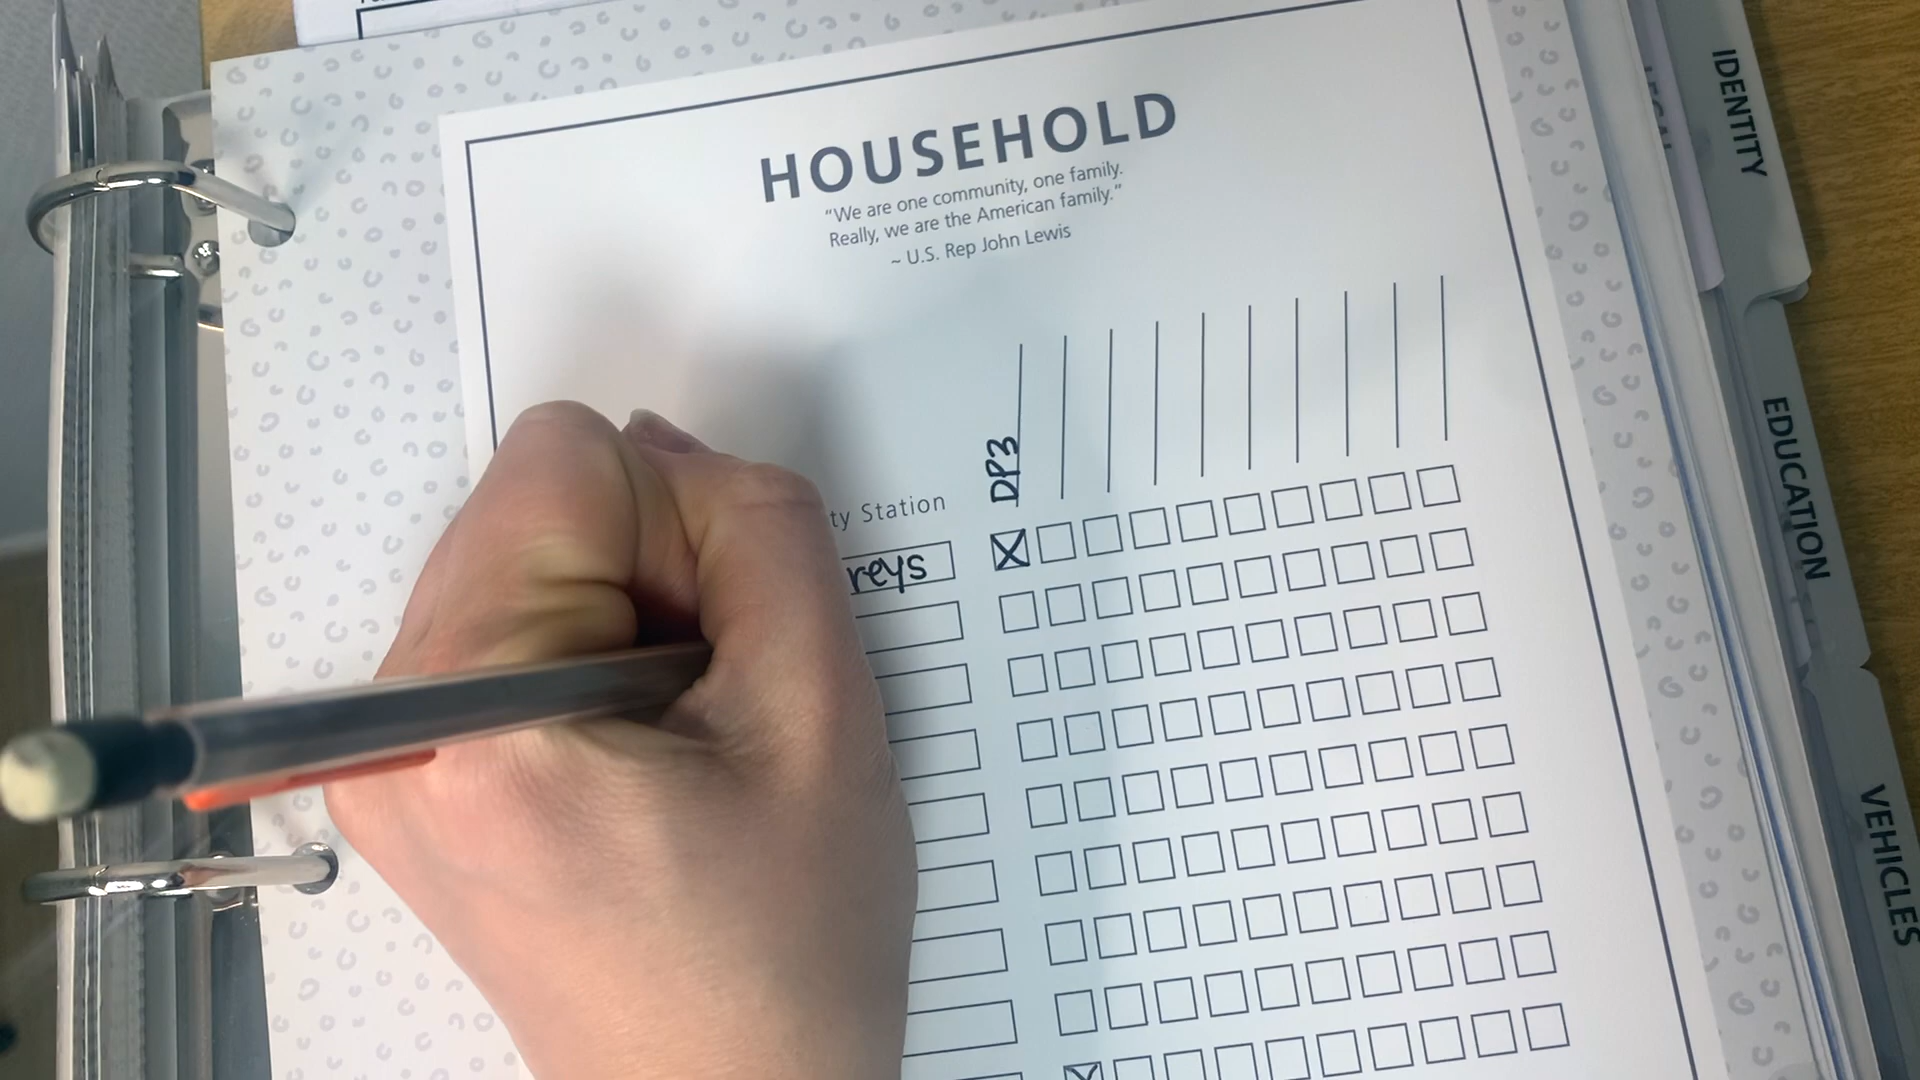 HOUSEHOLD
“We are one community, one family.
Really, we are the American family.”
~ U.S. Rep John Lewis
DP3
ty Station
reys
IDENTITY
LEGAL
EDUCATION
VEHICLES